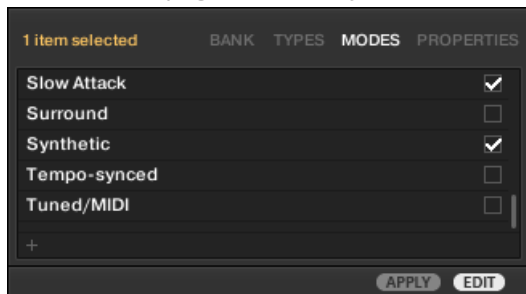 1 item selected BANK TYPES MODES PROPERTIES
Slow Attack
Surround
Synthetic
Tempo-synced
Tuned/MIDI
+
APPLY EDIT